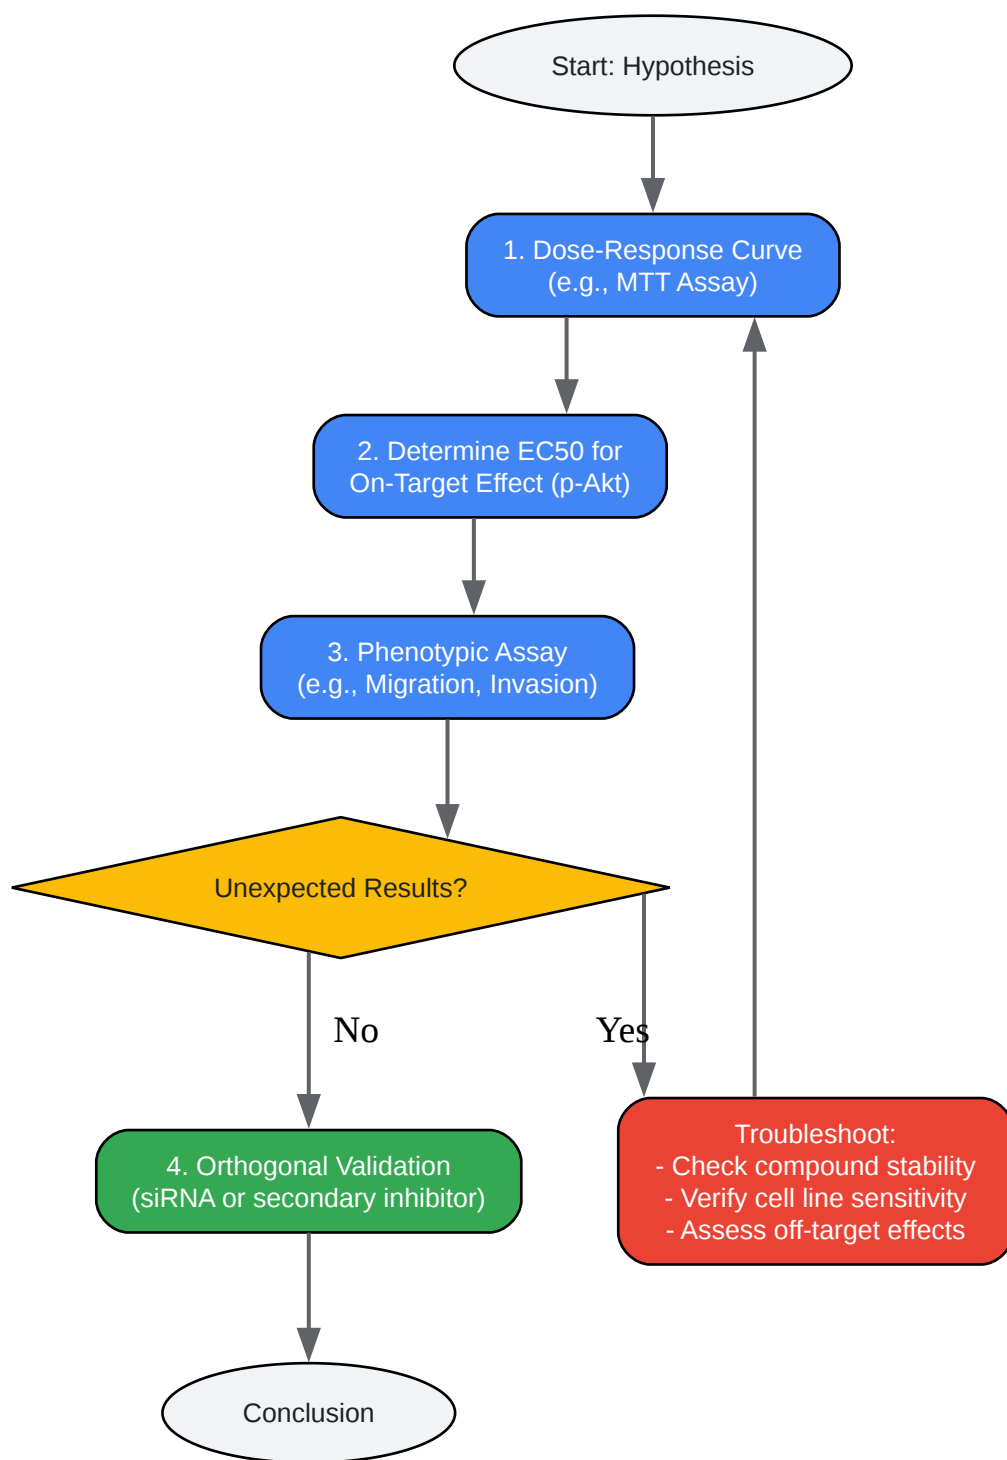 Start: Hypothesis
1. Dose-Response Curve
(e.g., MTT Assay)
2. Determine EC50 for
On-Target Effect (p-Akt)
3. Phenotypic Assay
(e.g., Migration, Invasion)
Unexpected Results?
No
Yes
4. Orthogonal Validation
(siRNA or secondary inhibitor)
Troubleshoot:
- Check compound stability
- Verify cell line sensitivity
- Assess off-target effects
Conclusion